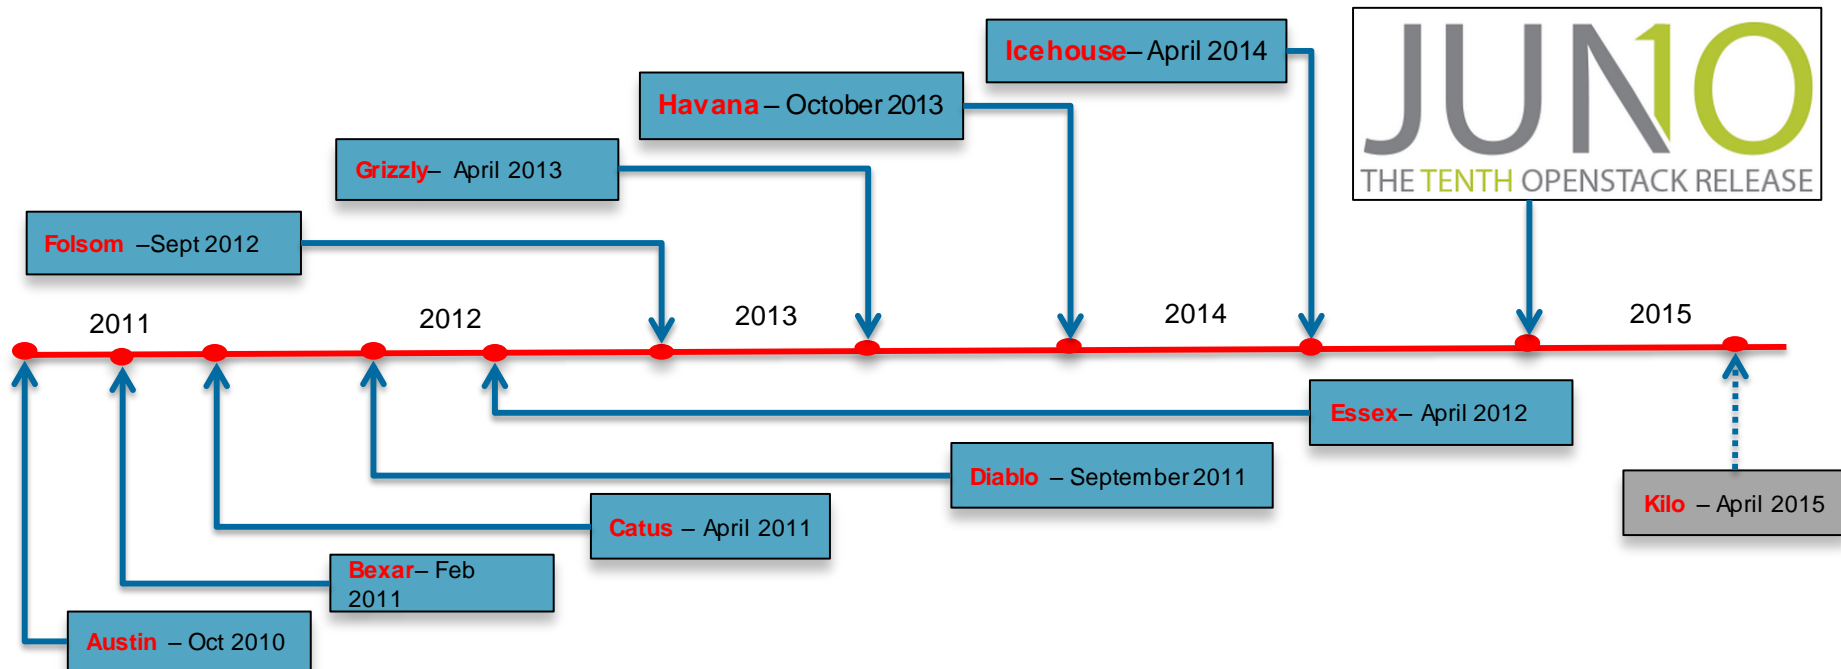 Icehouse– April 2014
JUN10
THE TENTH OPENSTACK RELEASE
Havana – October 2013
Grizzly– April 2013
Folsom –Sept 2012
2011
2012
2013
2014
2015
Essex– April 2012
Diablo – September 2011
Kilo – April 2015
Catus – April 2011
Bexar– Feb
2011
Austin – Oct 2010